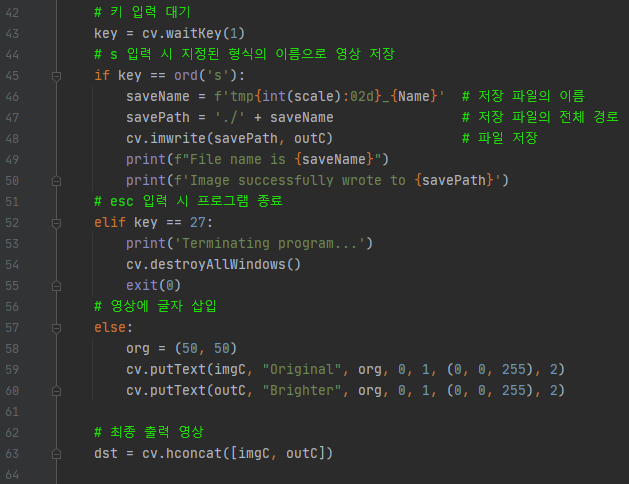 42 # 키 입력 대기
43 key = cv.waitKey(1)
44 # s 입력 시 지정된 형식의 이름으로 영상 저장
45 if key == ord('s'):
46 saveName = f'tmp{int(scale):02d}_{Name}' # 저장 파일의 이름
47 savePath = './' + saveName # 저장 파일의 전체 경로
48 cv.imwrite(savePath, outC) # 파일 저장
49 print(f"File name is {saveName}")
50 print(f'Image successfully wrote to {savePath}')
51 # esc 입력 시 프로그램 종료
52 elif key == 27:
53 print('Terminating program...')
54 cv.destroyAllWindows()
55 exit(0)
56 # 영상에 글자 삽입
57 else:
58 org = (50, 50)
59 cv.putText(imgC, "Original", org, 0, 1, (0, 0, 255), 2)
60 cv.putText(outC, "Brighter", org, 0, 1, (0, 0, 255), 2)
61
62 # 최종 출력 영상
63 dst = cv.hconcat([imgC, outC])
64